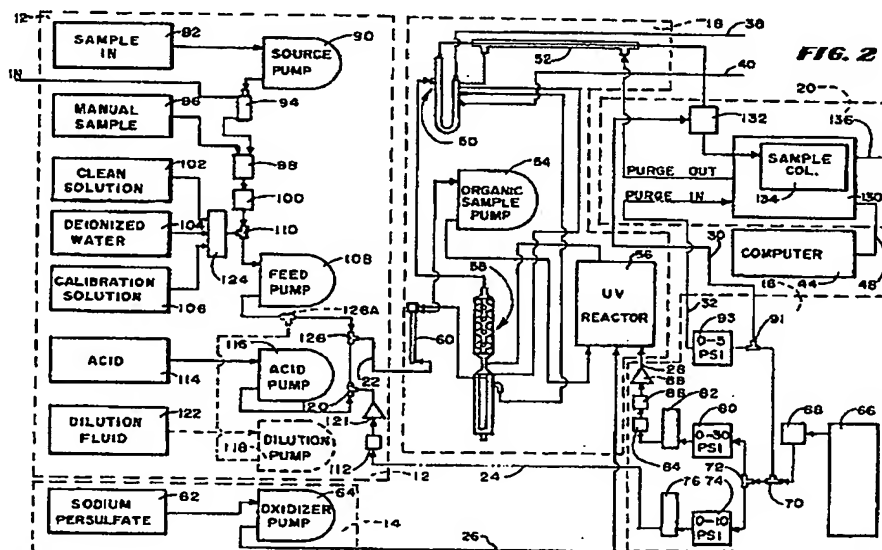 FIG. 2
12
SAMPLE IN
82
90
SOURCE PUMP
IN
MANUAL SAMPLE
96
94
98
CLEAN SOLUTION
102
100
DEIONIZED WATER
104
110
124
CALIBRATION SOLUTION
106
108
FEED PUMP
126A
126
ACID
114
116
ACID PUMP
22
120
121
DILUTION FLUID
122
118
DILUTION PUMP
112
12
SODIUM PERSULFATE
62
64
OXIDIZER PUMP
14
18
38
52
40
50
54
ORGANIC SAMPLE PUMP
58
60
56
UV REACTOR
28
88
86
84
82
24
26
20
136
132
SAMPLE COL.
134
130
PURGE OUT
PURGE IN
30
COMPUTER
44
48
16
32
93
0-5 PSI
91
80
0-30 PSI
68
66
72
70
76
74
0-10 PSI